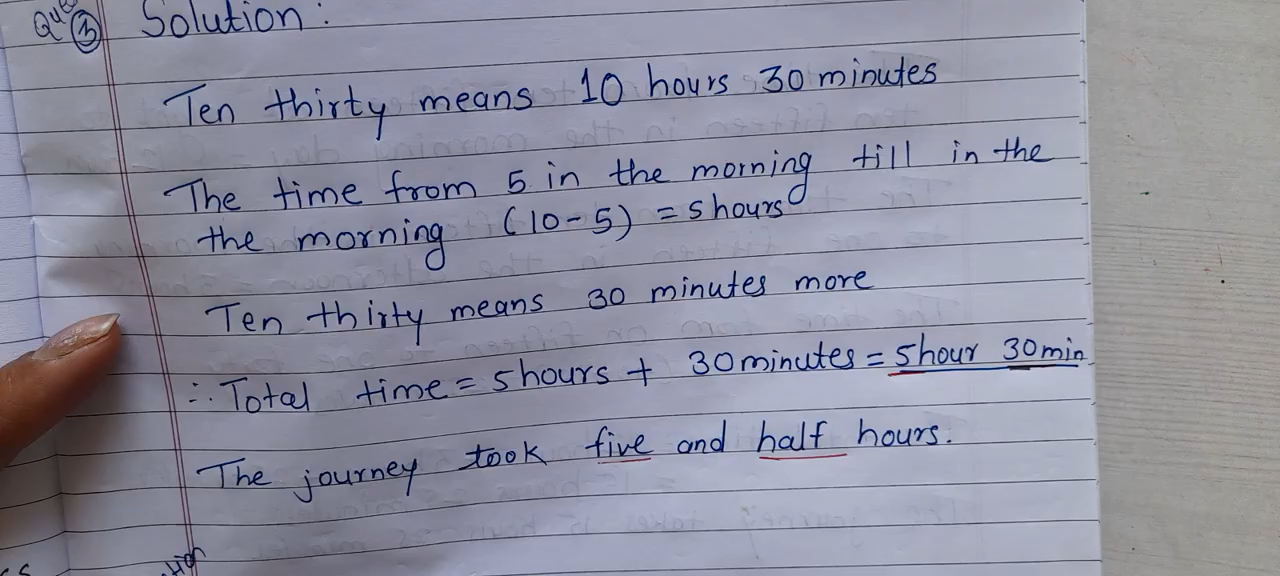 Que ③ Solution :
Ten thirty means 10 hours 30 minutes
The time from 5 in the morning till in the
the morning (10-5) = 5 hours
Ten thirty means 30 minutes more
∴ Total time = 5 hours + 30 minutes = 5 hour 30 min
The journey took five and half hours.